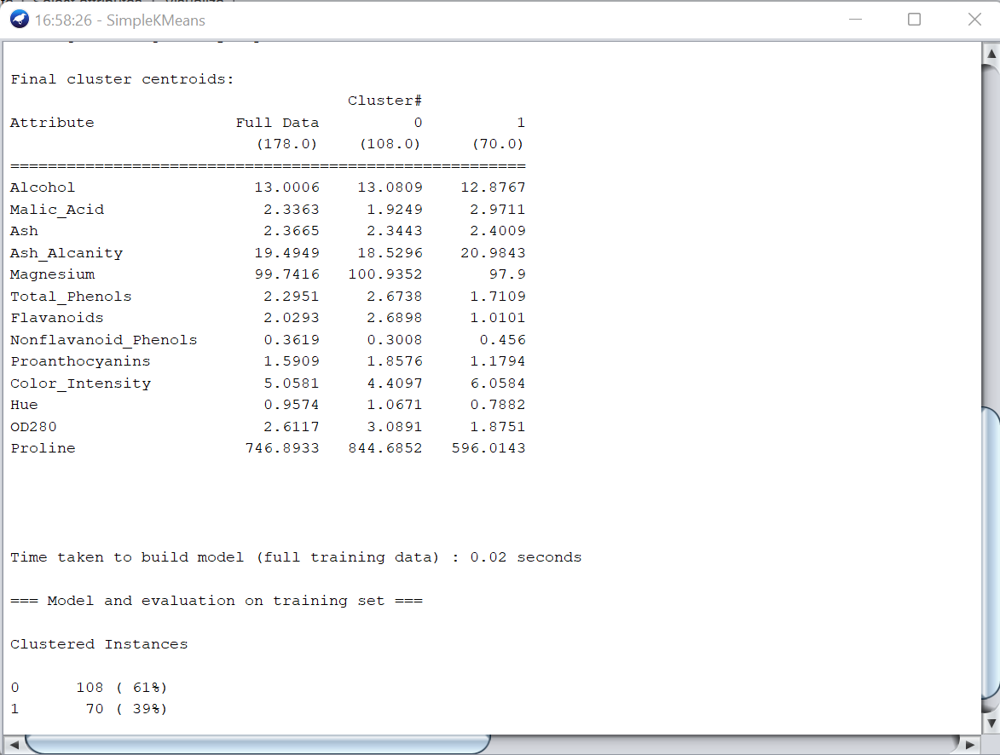 16:58:26 - SimpleKMeans
Final cluster centroids:
Cluster#
Attribute Full Data 0 1
(178.0) (108.0) (70.0)
=======================================================
Alcohol 13.0006 13.0809 12.8767
Malic_Acid 2.3363 1.9249 2.9711
Ash 2.3665 2.3443 2.4009
Ash_Alcanity 19.4949 18.5296 20.9843
Magnesium 99.7416 100.9352 97.9
Total_Phenols 2.2951 2.6738 1.7109
Flavanoids 2.0293 2.6898 1.0101
Nonflavanoid_Phenols 0.3619 0.3008 0.456
Proanthocyanins 1.5909 1.8576 1.1794
Color_Intensity 5.0581 4.4097 6.0584
Hue 0.9574 1.0671 0.7882
OD280 2.6117 3.0891 1.8751
Proline 746.8933 844.6852 596.0143
Time taken to build model (full training data) : 0.02 seconds
=== Model and evaluation on training set ===
Clustered Instances
0 108 ( 61%)
1 70 ( 39%)